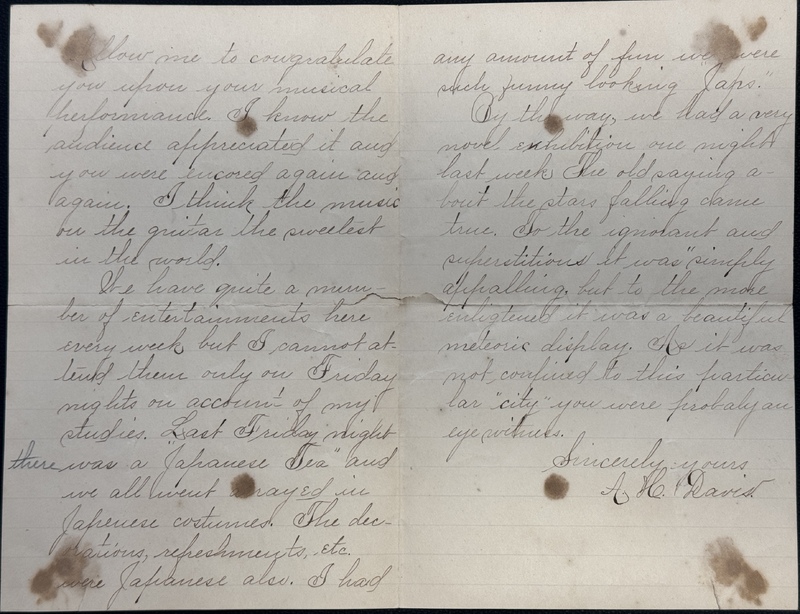 Allow me to congratulate
you upon your musical
performance. I know the
audience appreciated it and
you were encored again and
again. I think the music
on the guitar the sweetest
in the world.
We have quite a num-
ber of entertainments here
every week but I cannot at-
tend them only on Friday
nights on account of my
studies. Last Friday night
there was a "Japanese Tea" and
we all went arrayed in
Japenese costumes. The dec-
orations, refreshments, etc.
were Japanese also. I had
any amount of fun we were
such funny looking "Japs."
By the way, we had a very
novel exhibition one night
last week. The old saying a-
bout the stars falling came
true. To the ignorant and
superstitious it was "simply
appalling, but to the more
enligtened it was a beautiful
meteoric display. As it was
not confined to this particu-
lar "city" you were probaly an
eye witness.
Sincerely yours
A. H. Davis.